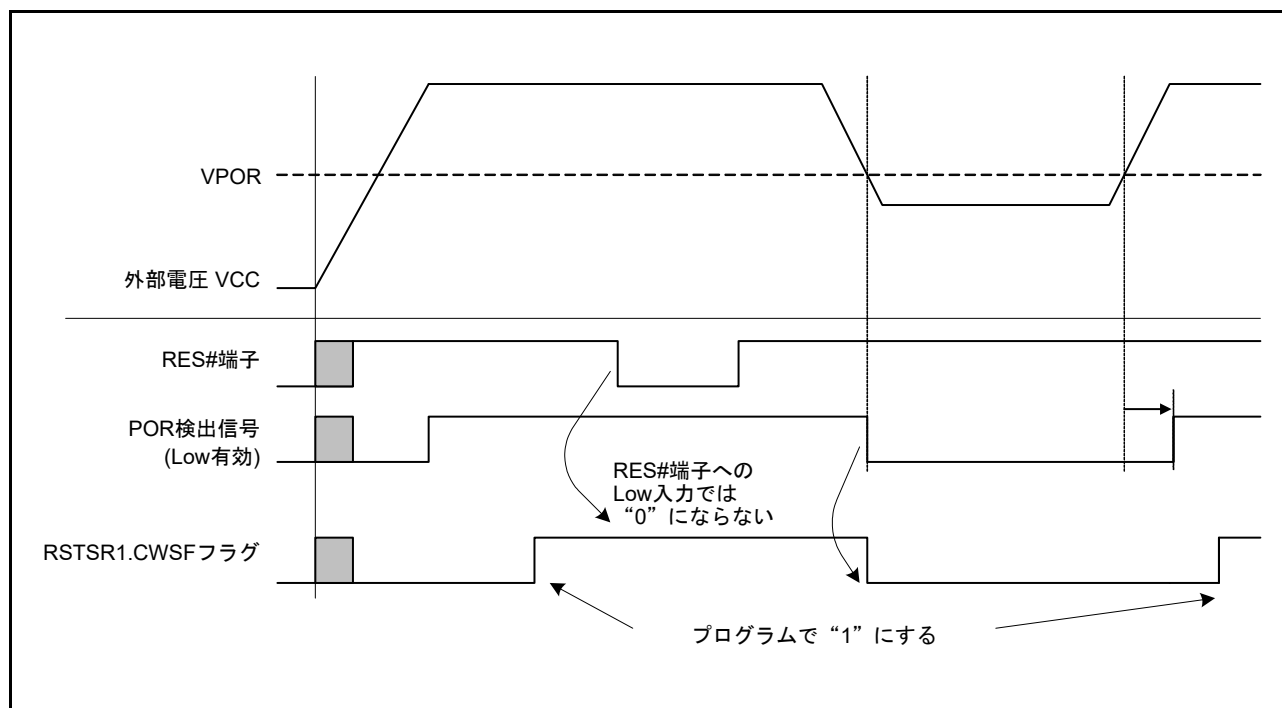 VPOR
外部電圧 VCC
RES#端子
POR検出信号
(Low有効)
RES#端子への
Low入力では
“0”にならない
RSTSR1.CWSFフラグ
プログラムで“1”にする